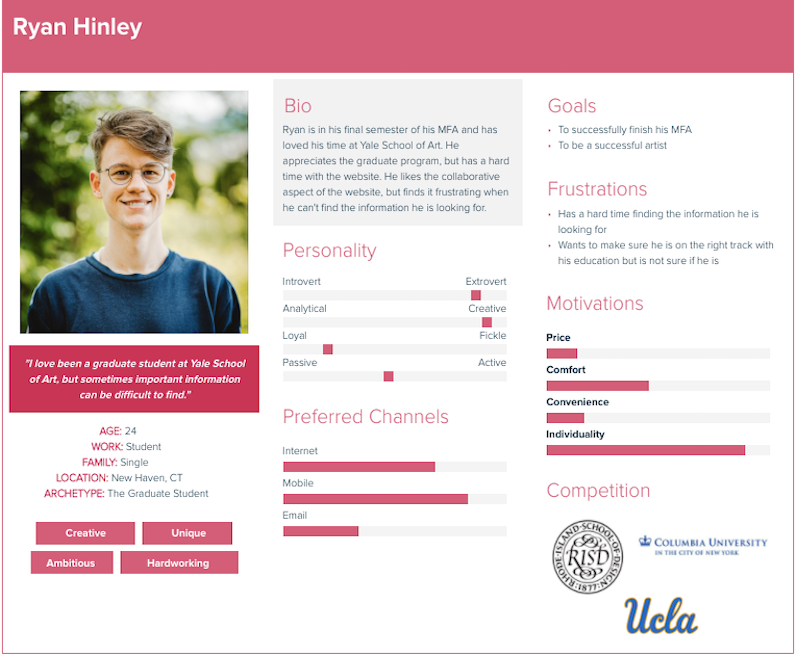 Ryan Hinley
"I love been a graduate student at Yale School
of Art, but sometimes important information
can be difficult to find."
AGE: 24
WORK: Student
FAMILY: Single
LOCATION: New Haven, CT
ARCHETYPE: The Graduate Student
Creative
Unique
Ambitious
Hardworking
Bio
Ryan is in his final semester of his MFA and has
loved his time at Yale School of Art. He
appreciates the graduate program, but has a hard
time with the website. He likes the collaborative
aspect of the website, but finds it frustrating when
he can't find the information he is looking for.
Personality
Introvert Extrovert
Analytical Creative
Loyal Fickle
Passive Active
Preferred Channels
Internet
Mobile
Email
Goals
• To successfully finish his MFA
• To be a successful artist
Frustrations
• Has a hard time finding the information he is
looking for
• Wants to make sure he is on the right track with
his education but is not sure if he is
Motivations
Price
Comfort
Convenience
Individuality
Competition
RHODE·ISLAND·SCHOOL·OF·DESIGN·
·1877·
RISD
COLUMBIA UNIVERSITY
IN THE CITY OF NEW YORK
Ucla